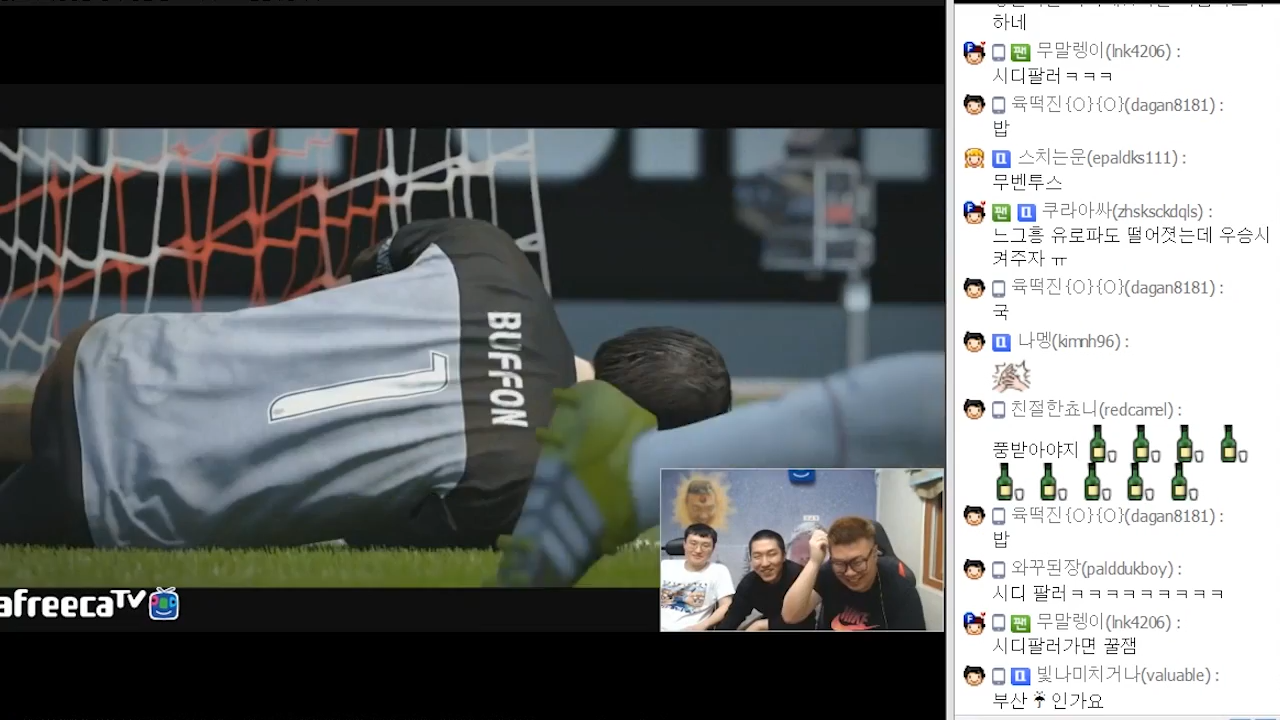 BUFFON
1
afreecaTV
하네
무말렝이(lnk4206) :
시디팔러ㅋㅋㅋ
육떡진{O}{O}(dagan8181) :
밥
스치는운(epaldks111) :
무벤투스
팬 쿠라아싸(zhsksckdqls) :
느그흥 유로파도 떨어졋는데 우승시
켜주자 ㅠ
육떡진{O}{O}(dagan8181) :
국
나멩(kimnh96) :
친절한쵸니(redcamel) :
풍받아야지
육떡진{O}{O}(dagan8181) :
밥
와꾸된장(palddukboy) :
시디 팔러ㅋㅋㅋㅋㅋㅋㅋㅋㅋ
팬 무말렝이(lnk4206) :
시디팔러가면 꿀잼
빛나미치거나(valuable) :
부산 인가요
NIKE